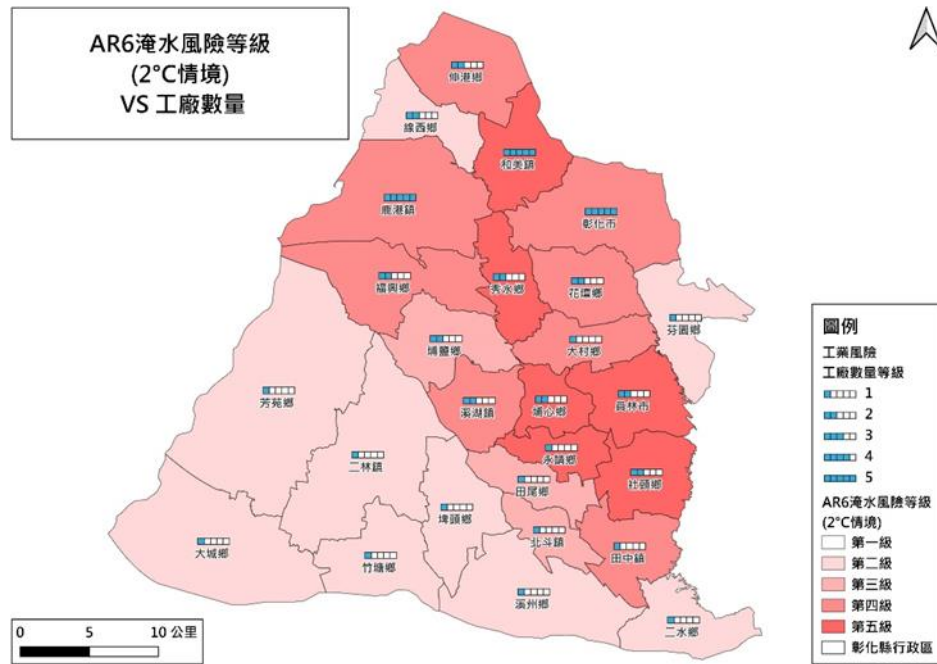 AR6淹水風險等級
(2°C情境)
VS 工廠數量
伸港鄉
線西鄉
和美鎮
鹿港鎮
彰化市
福興鄉
秀水鄉
花壇鄉
芬園鄉
埔鹽鄉
大村鄉
芳苑鄉
溪湖鎮
埔心鄉
員林市
二林鎮
永靖鄉
社頭鄉
田尾鄉
埤頭鄉
北斗鎮
大城鄉
竹塘鄉
田中鎮
溪州鄉
二水鄉
0 5 10 公里
圖例
工業風險
工廠數量等級
1
2
3
4
5
AR6淹水風險等級
(2°C情境)
第一級
第二級
第三級
第四級
第五級
彰化縣行政區